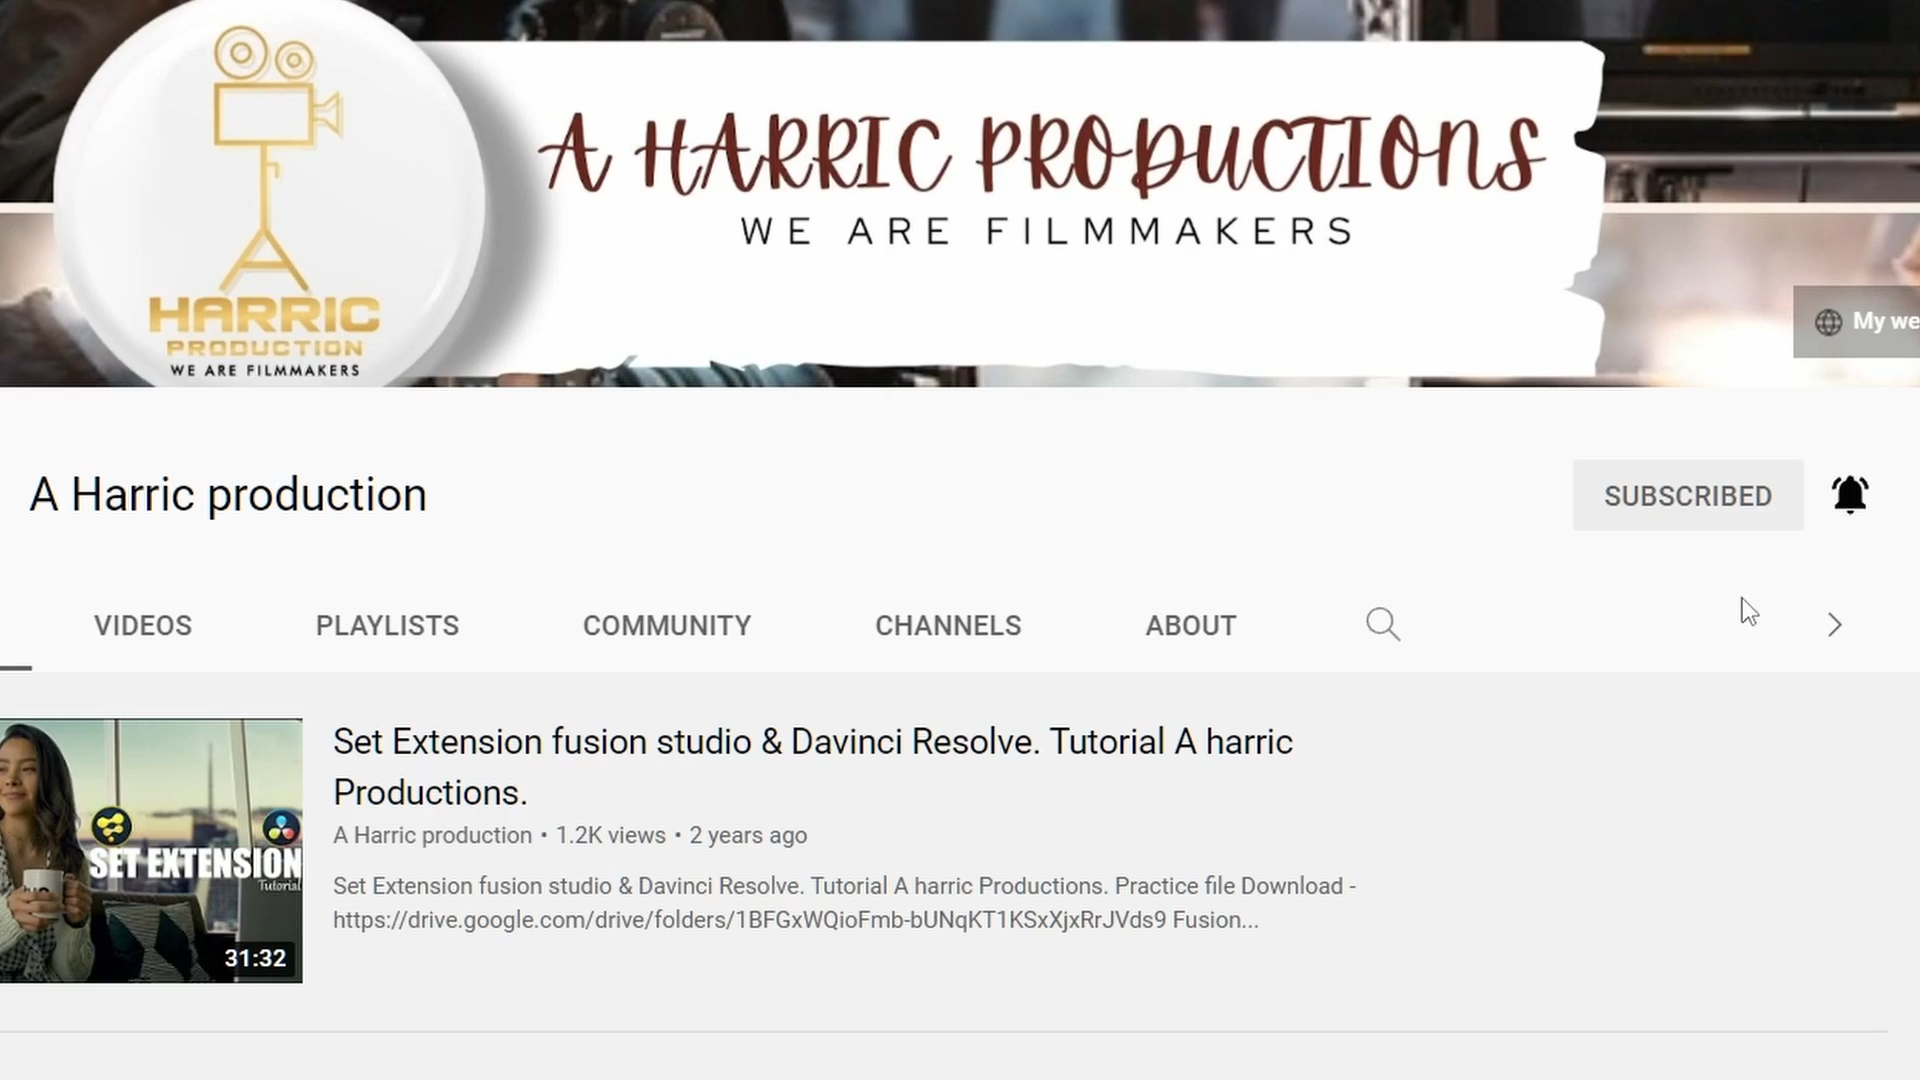 A HARRIC PRODUCTIONS
WE ARE FILMMAKERS
HARRIC
PRODUCTION
WE ARE FILMMAKERS
My we
A Harric production
SUBSCRIBED
VIDEOS
PLAYLISTS
COMMUNITY
CHANNELS
ABOUT
SET EXTENSION
Tutorial
31:32
Set Extension fusion studio & Davinci Resolve. Tutorial A harric
Productions.
A Harric production • 1.2K views • 2 years ago
Set Extension fusion studio & Davinci Resolve. Tutorial A harric Productions. Practice file Download -
https://drive.google.com/drive/folders/1BFGxWQioFmb-bUNqKT1KSxXjxRrJVds9 Fusion...